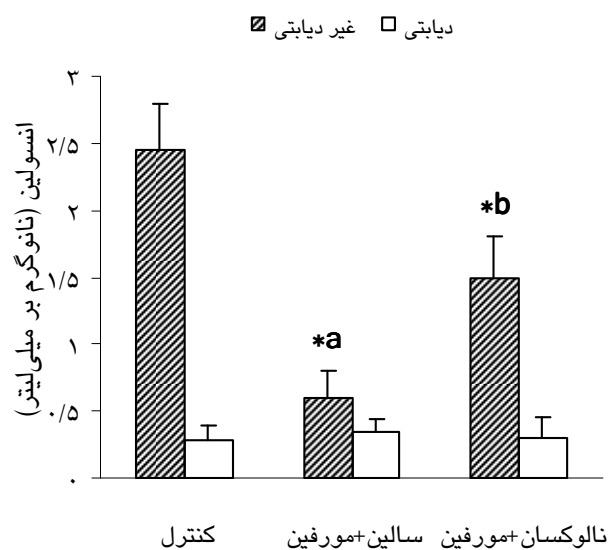 دیابتی
غیر دیابتی
انسولین (نانوگرم بر میلی‌لیتر)
۳
۲/۵
۲
۱/۵
۱
۰/۵
۰
*a
*b
کنترل
سالین+مورفین
نالوکسان+مورفین